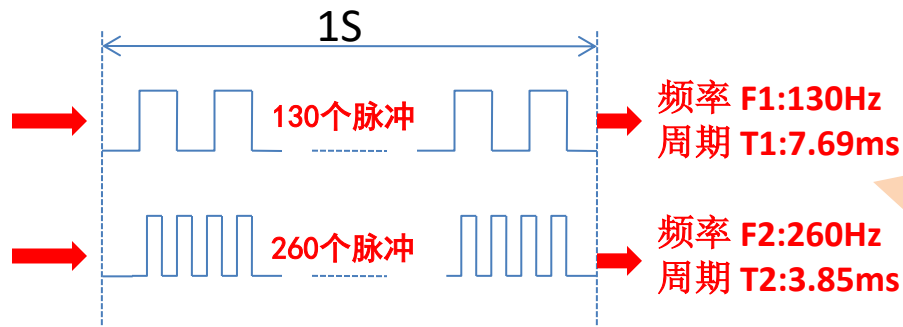 1S
130个脉冲
频率 F1:130Hz
周期 T1:7.69ms
260个脉冲
频率 F2:260Hz
周期 T2:3.85ms